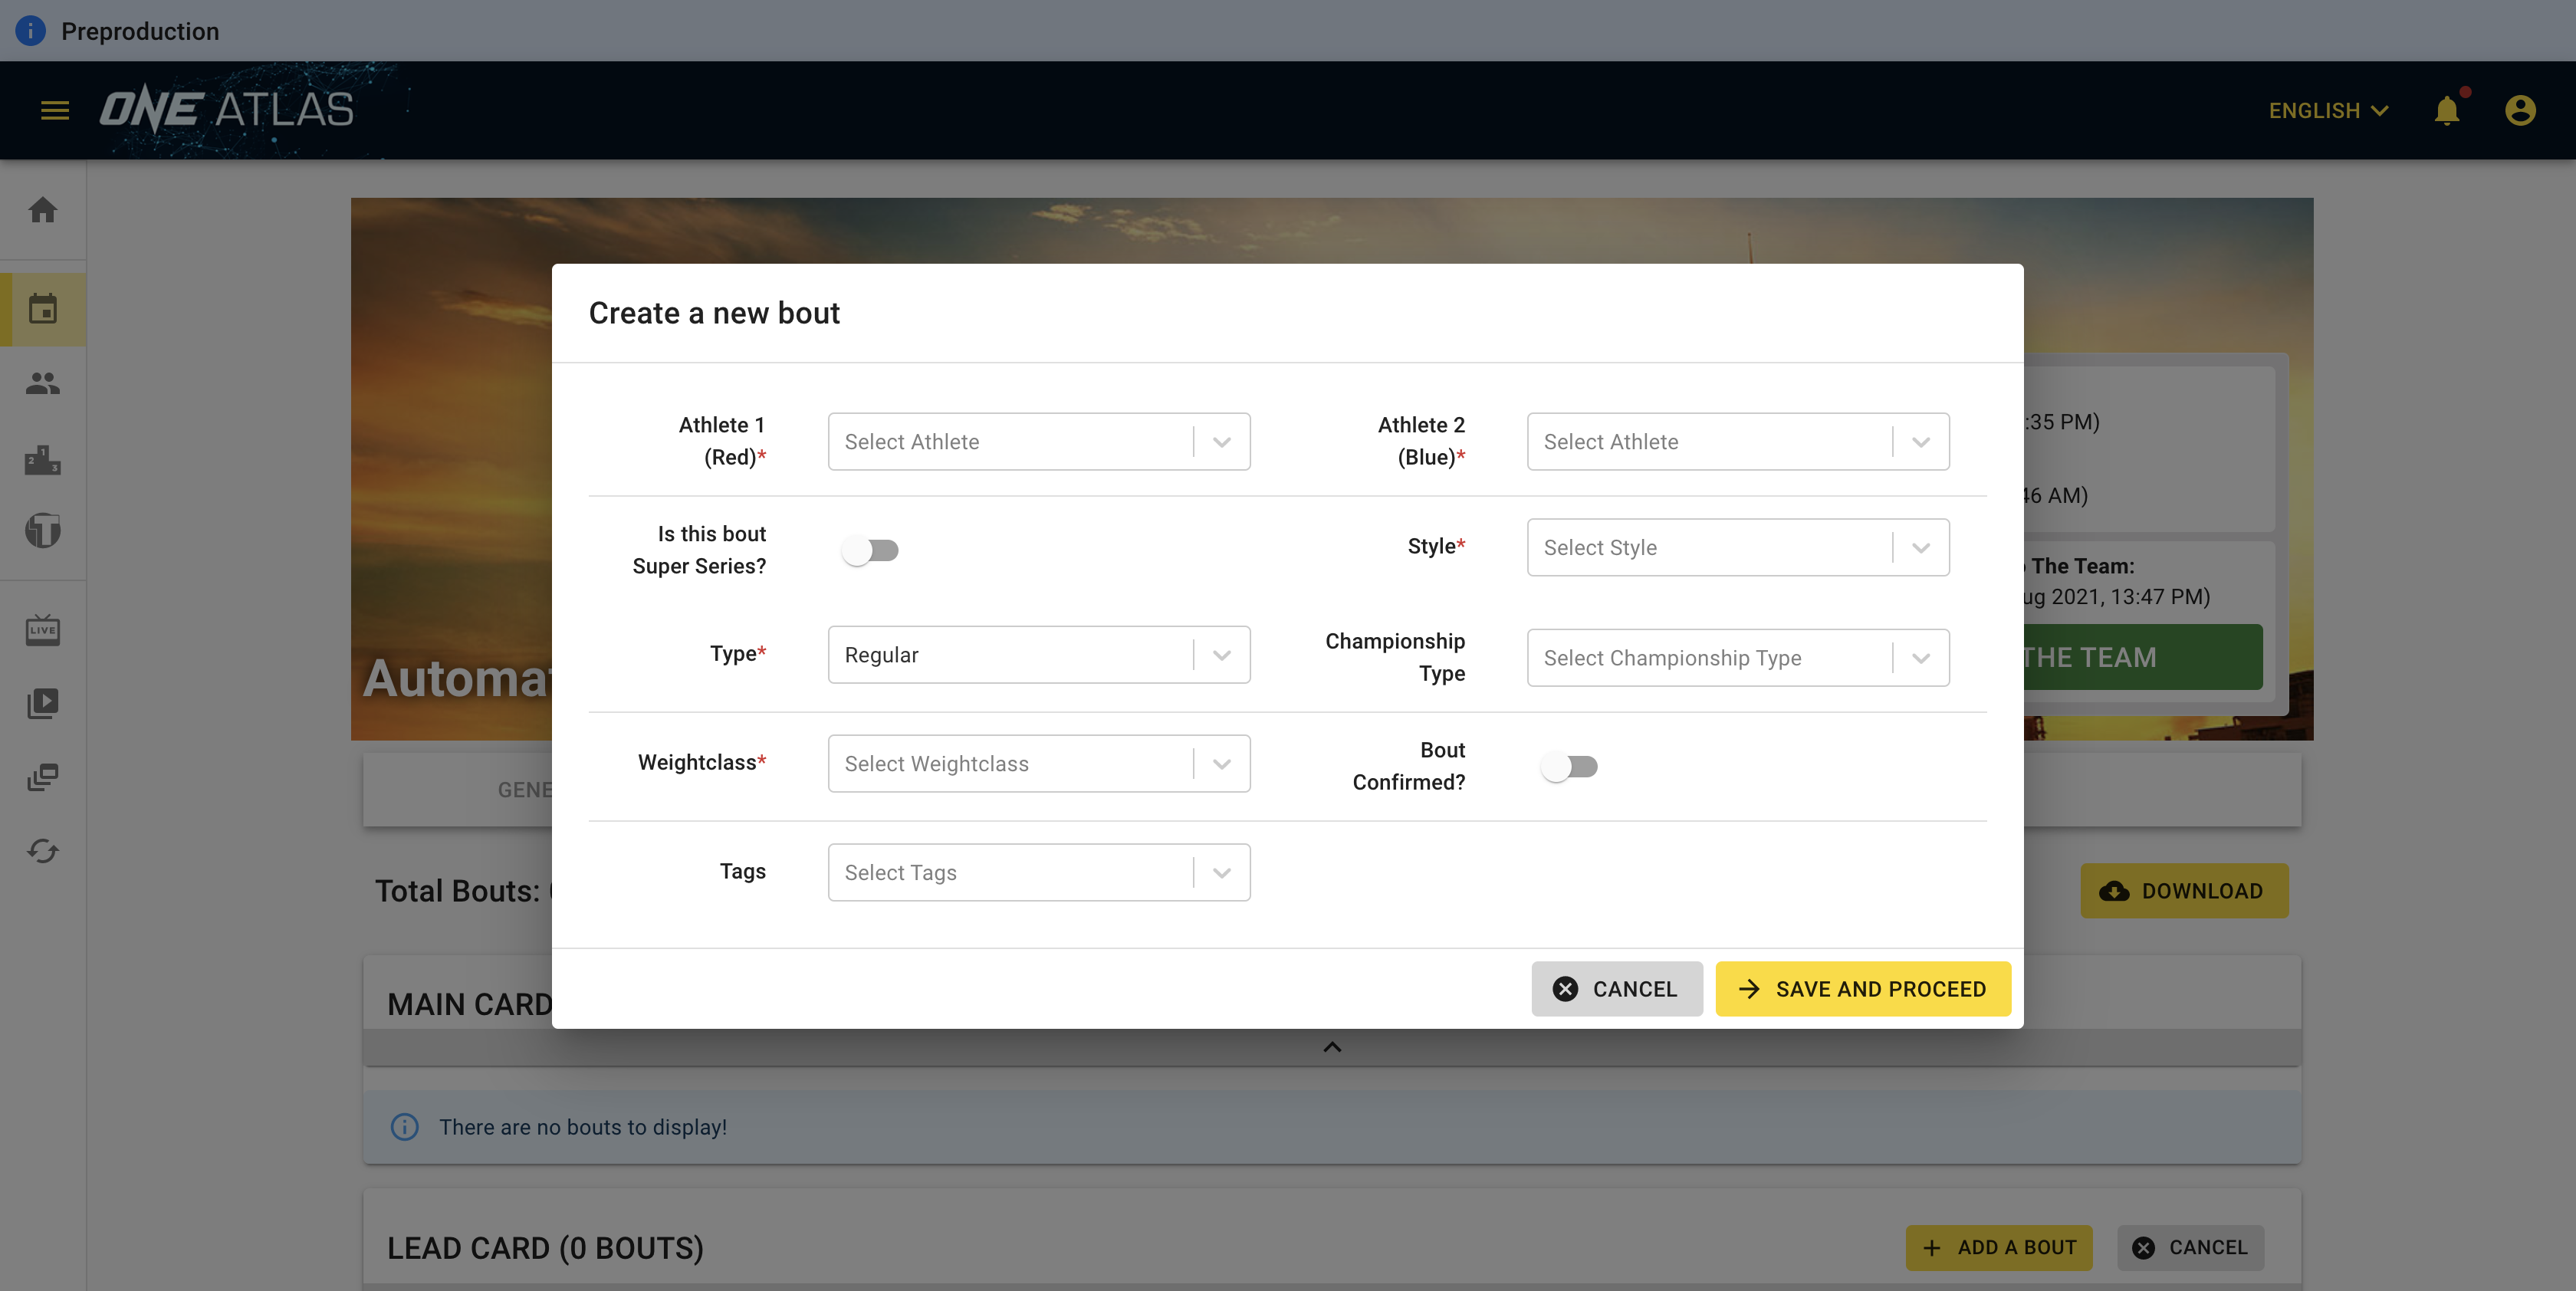 Preproduction
ONE ATLAS
ENGLISH
Create a new bout
Athlete 1
(Red)*
Select Athlete
Athlete 2
(Blue)*
Select Athlete
Is this bout
Super Series?
Style*
Select Style
Type*
Regular
Championship
Type
Select Championship Type
Weightclass*
Select Weightclass
Bout
Confirmed?
Tags
Select Tags
CANCEL
SAVE AND PROCEED
:35 PM)
46 AM)
The Team:
ug 2021, 13:47 PM)
THE TEAM
Automa
GENE
LIVE
Total Bouts:
DOWNLOAD
MAIN CARD
There are no bouts to display!
LEAD CARD (0 BOUTS)
ADD A BOUT
CANCEL